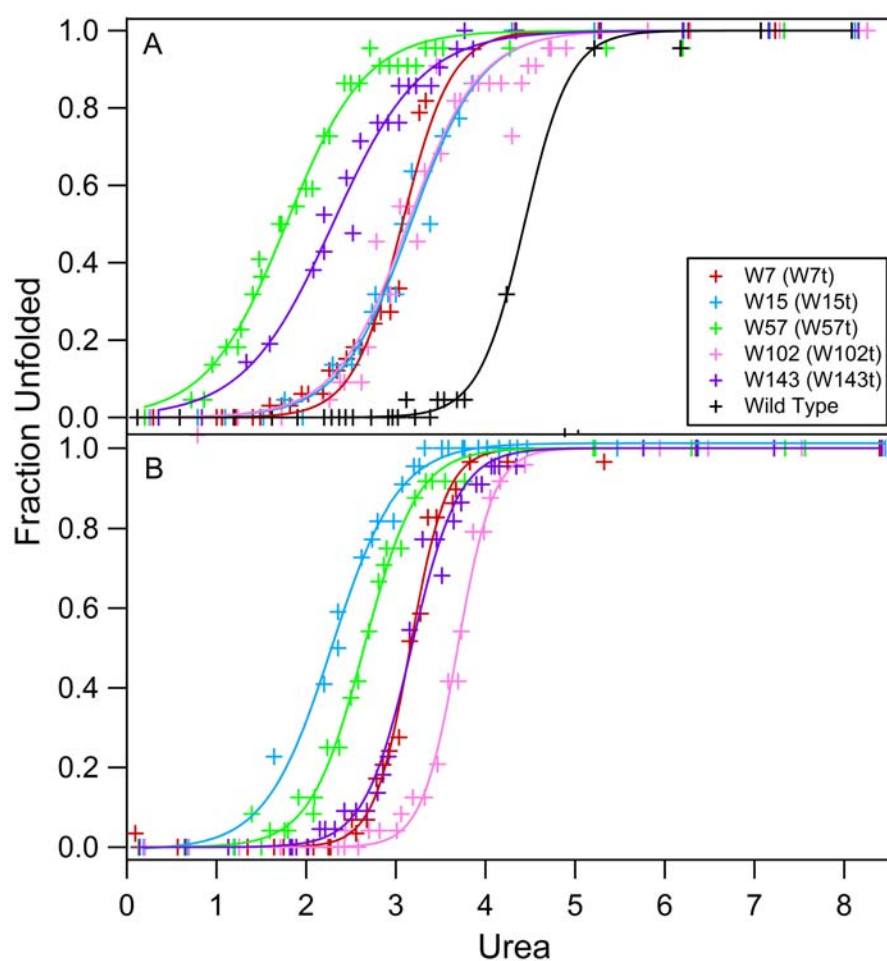 A
1.0
0.8
0.6
0.4
0.2
0.0
W7 (W7t)
W15 (W15t)
W57 (W57t)
W102 (W102t)
W143 (W143t)
Wild Type
Fraction Unfolded
B
1.0
0.8
0.6
0.4
0.2
0.0
0 1 2 3 4 5 6 7 8
Urea